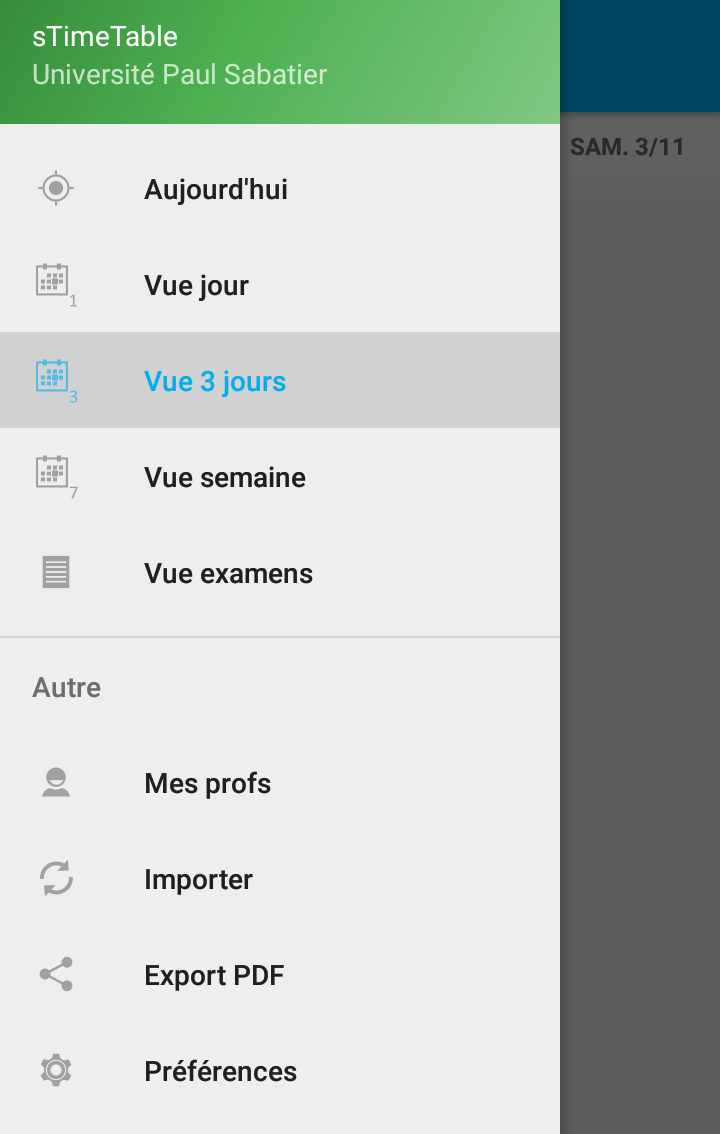 sTimeTable
Université Paul Sabatier
SAM. 3/11
Aujourd'hui
1
Vue jour
3
Vue 3 jours
7
Vue semaine
Vue examens
Autre
Mes profs
Importer
Export PDF
Préférences